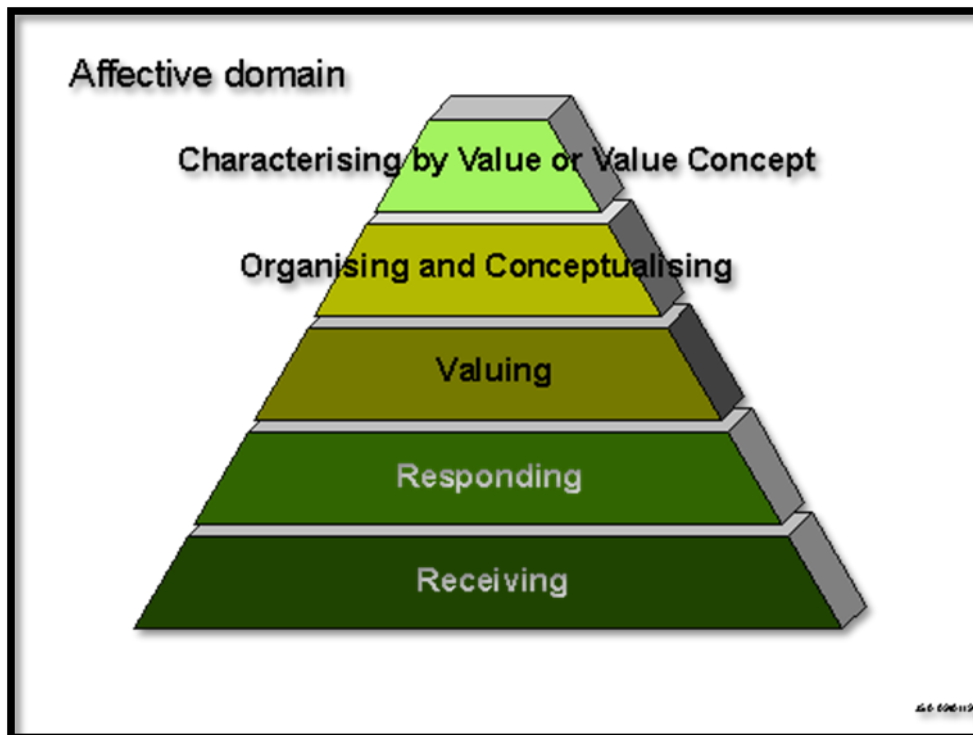 Affective domain
Characterising by Value or Value Concept
Organising and Conceptualising
Valuing
Responding
Receiving